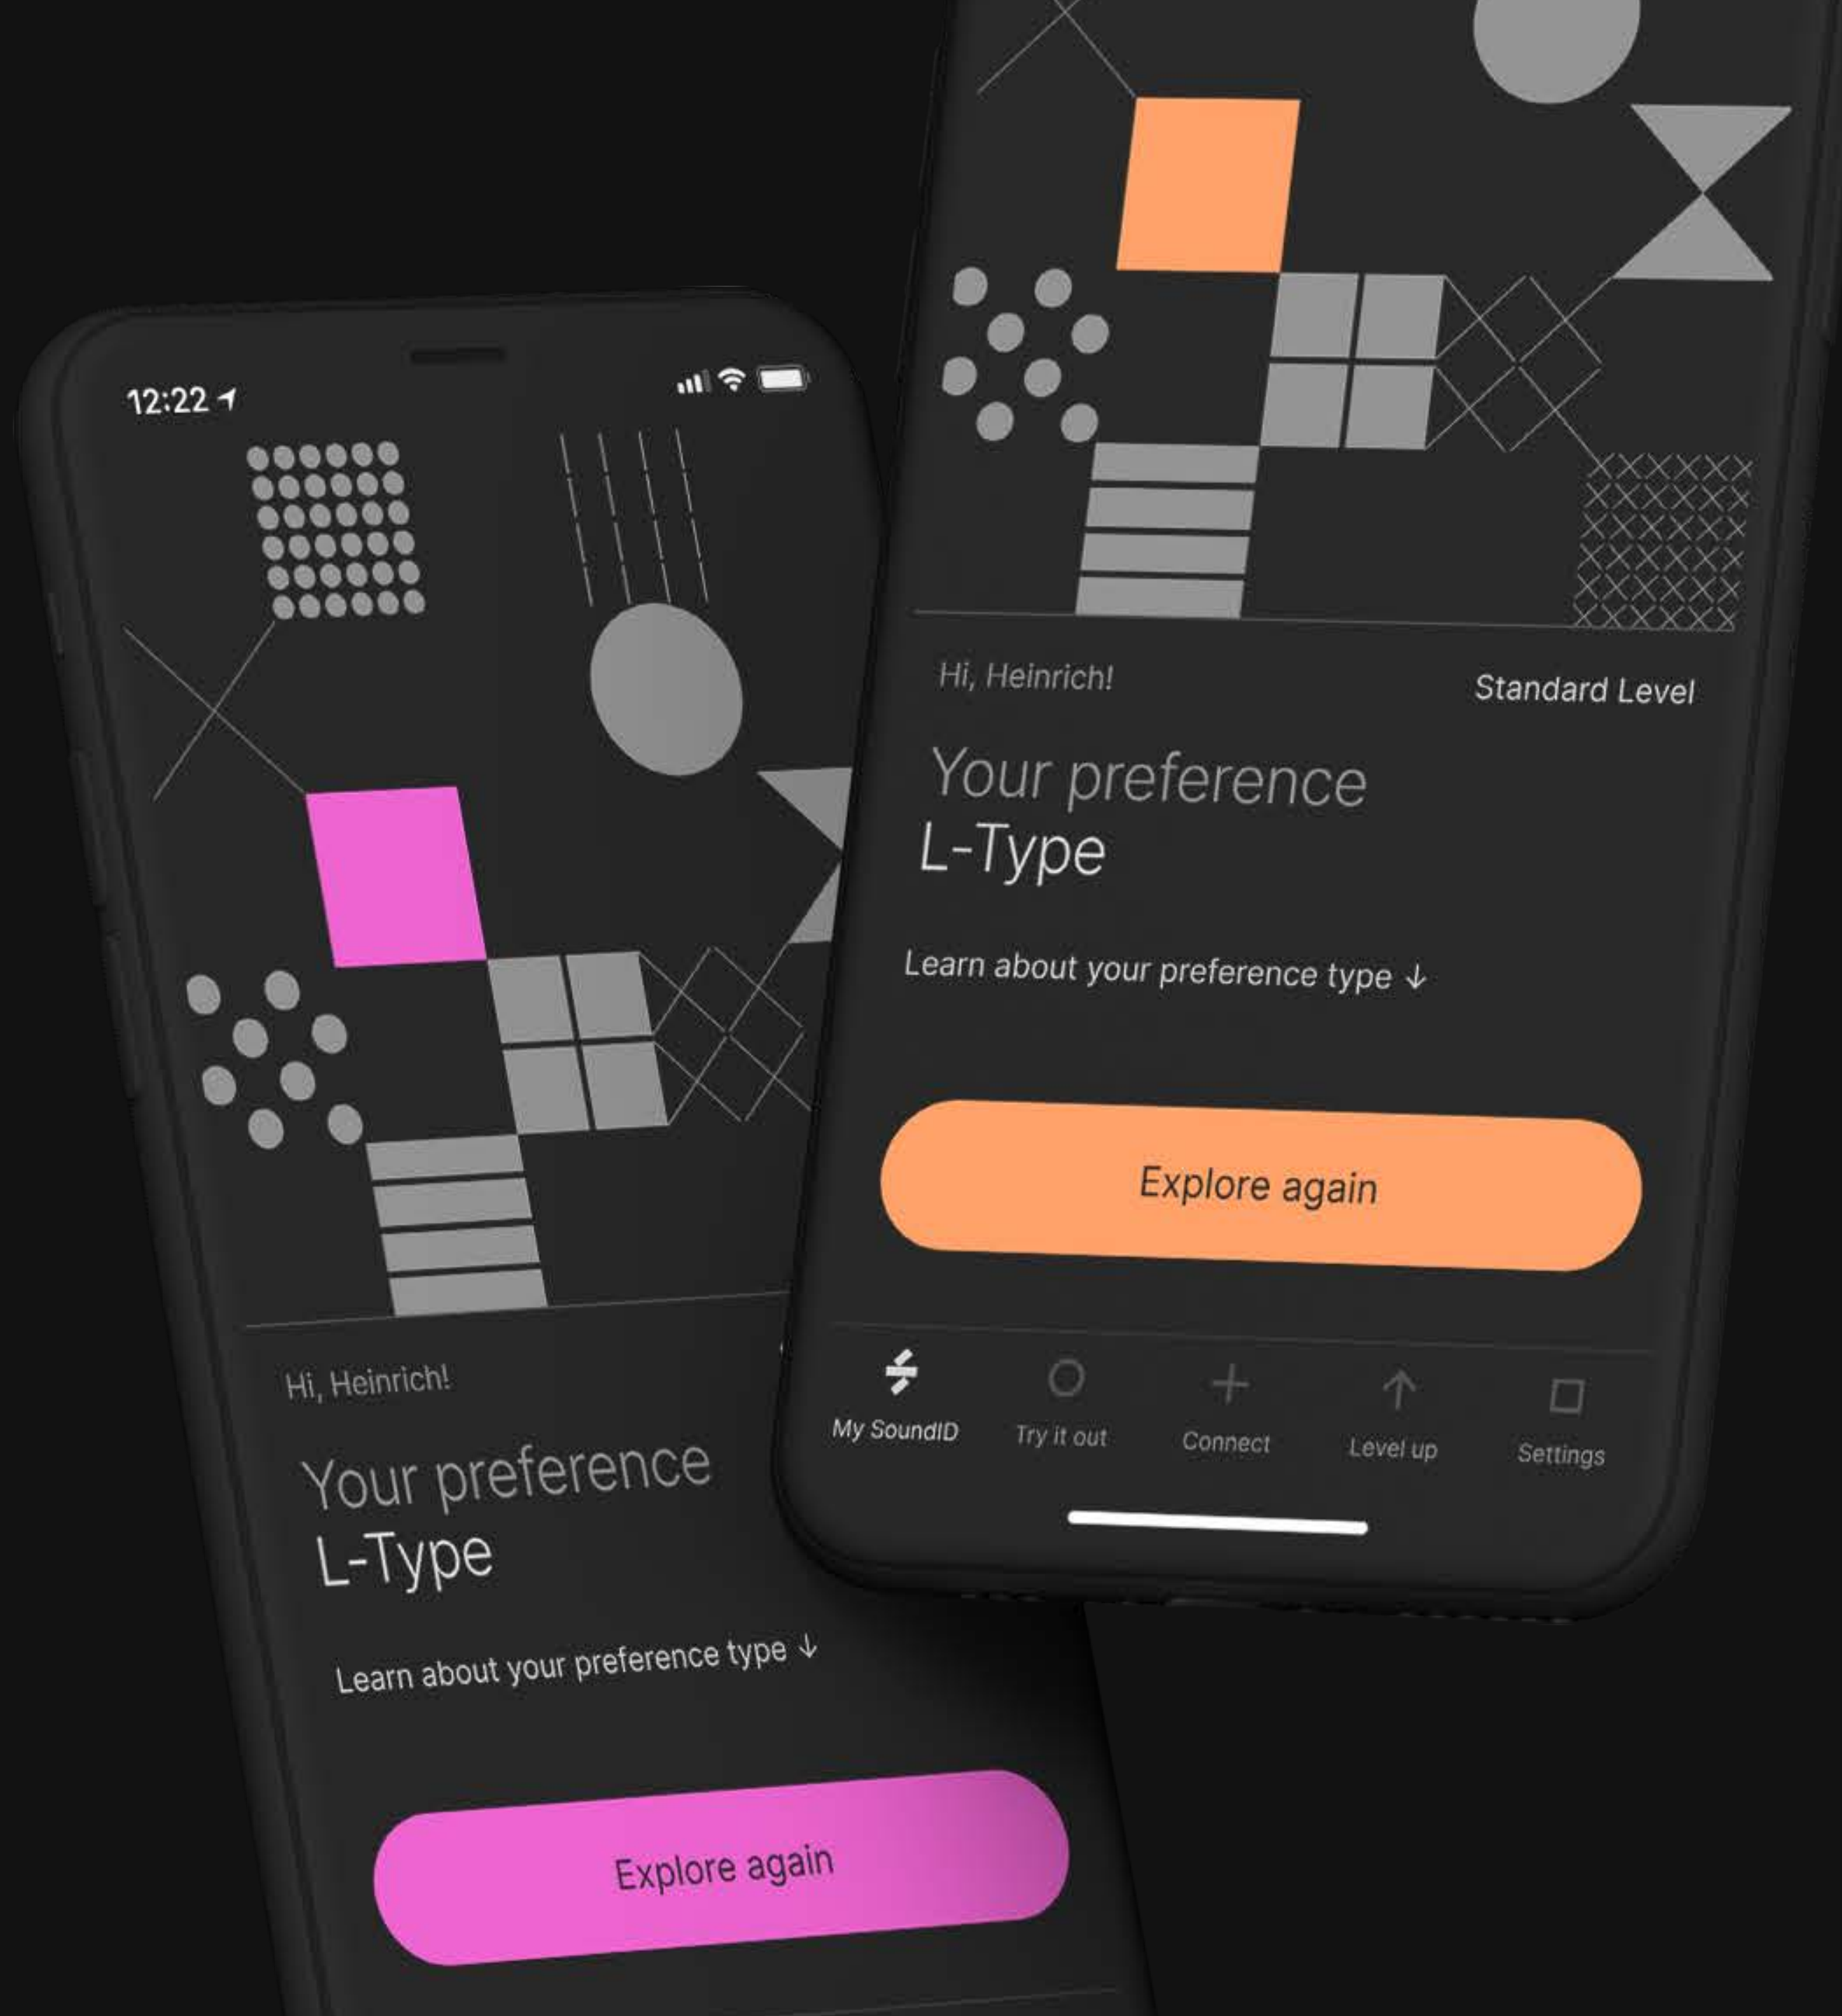 12:22
Hi, Heinrich!
Your preference
L-Type
Learn about your preference type ↓
Explore again
Hi, Heinrich!
Standard Level
Your preference
L-Type
Learn about your preference type ↓
Explore again
My SoundID
Try it out
Connect
Level up
Settings